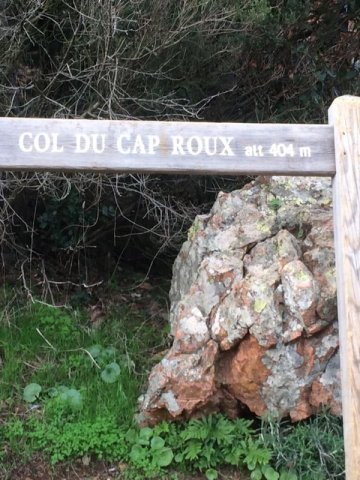 COL DU CAP ROUX alt 404 m